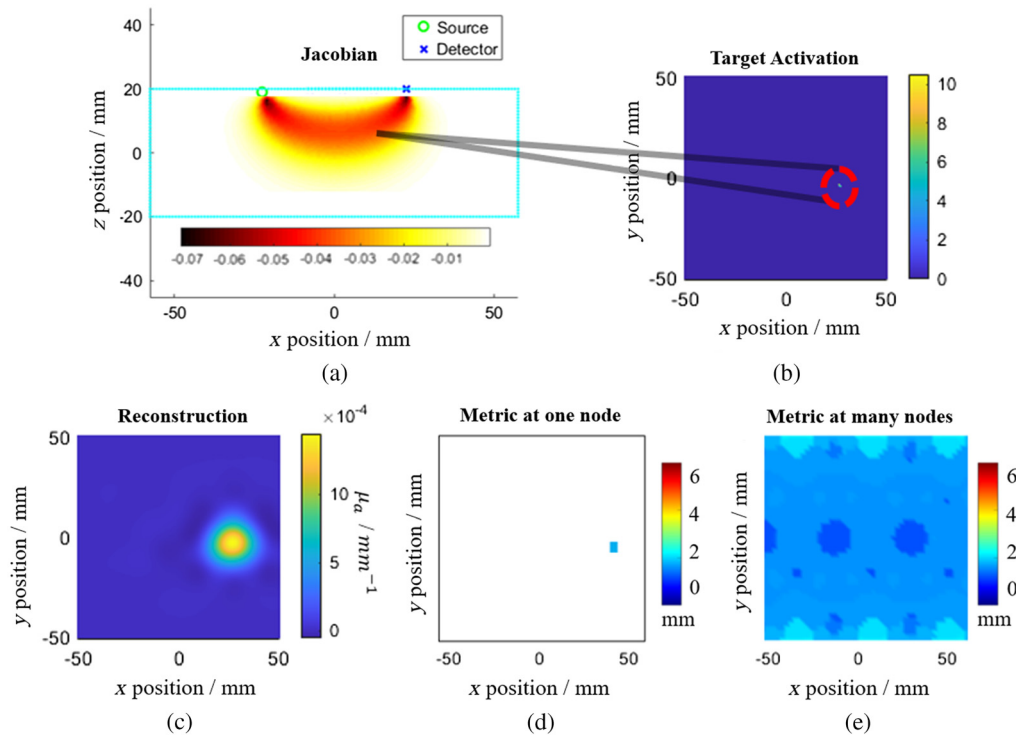 Jacobian
Source
Detector
40
20
0
-20
-40
z position / mm
-0.07 -0.06 -0.05 -0.04 -0.03 -0.02 -0.01
-50 0 50
x position / mm
(a)
Target Activation
50
0
-50
y position / mm
-50 0 50
x position / mm
10
8
6
4
2
0
(b)
Reconstruction
× 10⁻⁴
50
0
-50
y position / mm
-50 0 50
x position / mm
10
5
0
μₐ / mm⁻¹
(c)
Metric at one node
y position / mm
-50 0 50
x position / mm
6
4
2
0
mm
(d)
Metric at many nodes
y position / mm
-50 0 50
x position / mm
6
4
2
0
mm
(e)